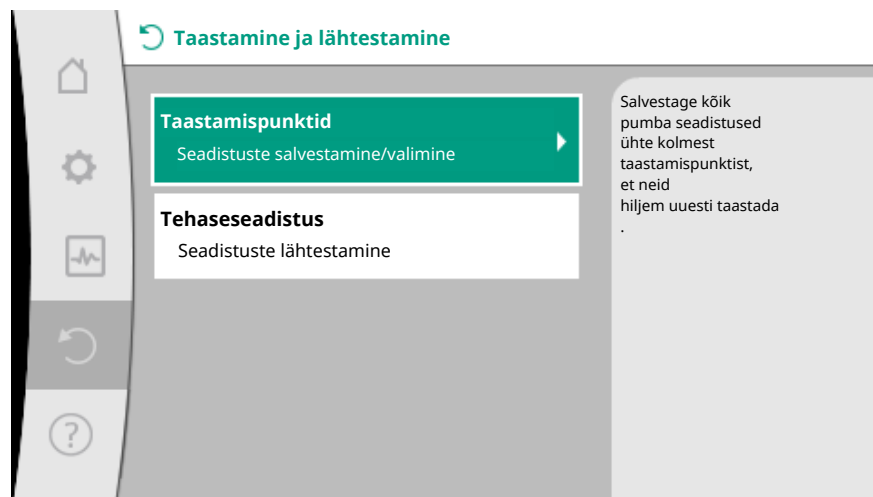 Taastamine ja lähtestamine
Taastamispunktid
Seadistuste salvestamine/valimine
Tehaseseadistus
Seadistuste lähtestamine
Salvestage kõik
pumba seadistused
ühte kolmest
taastamispunktist,
et neid
hiljem uuesti taastada
.
?